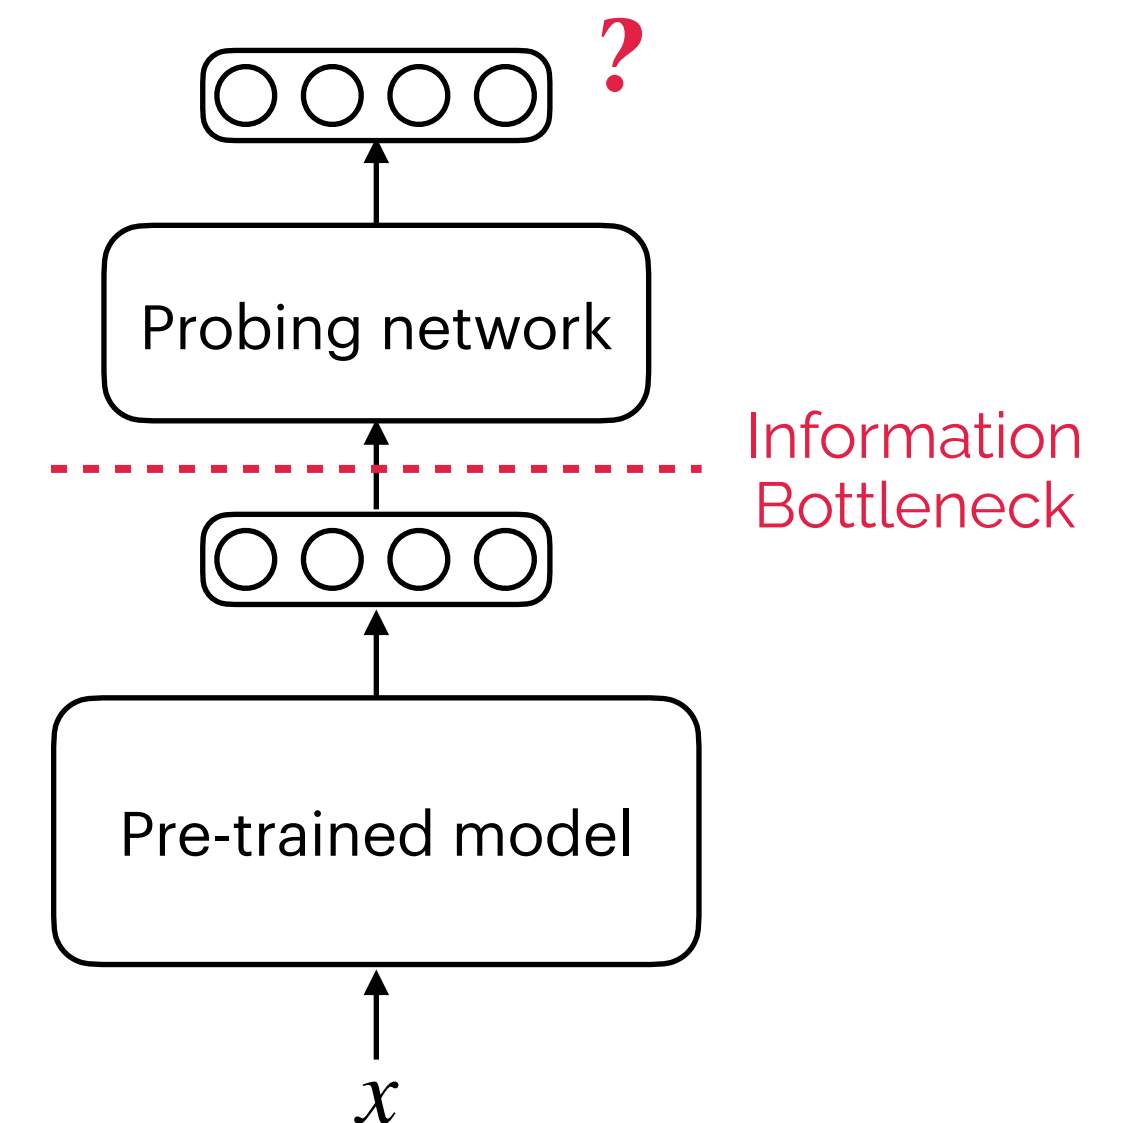 ?
Probing network
Information
Bottleneck
Pre-trained model
x